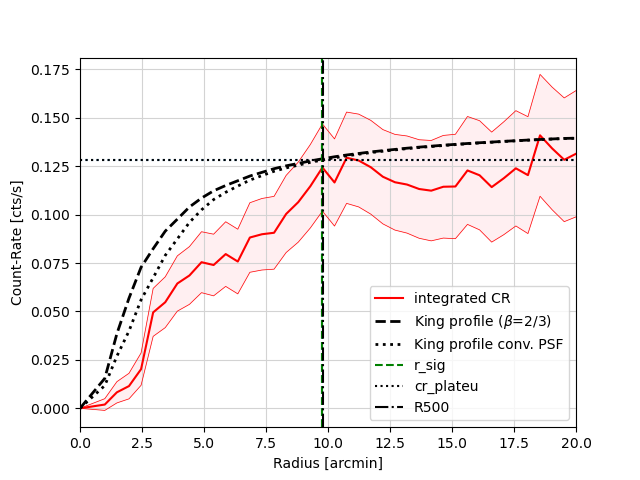 0.175
0.150
0.125
0.100
0.075
0.050
0.025
0.000
Count-Rate [cts/s]
integrated CR
King profile (β=2/3)
King profile conv. PSF
r_sig
cr_plateu
R500
0.0 2.5 5.0 7.5 10.0 12.5 15.0 17.5 20.0
Radius [arcmin]